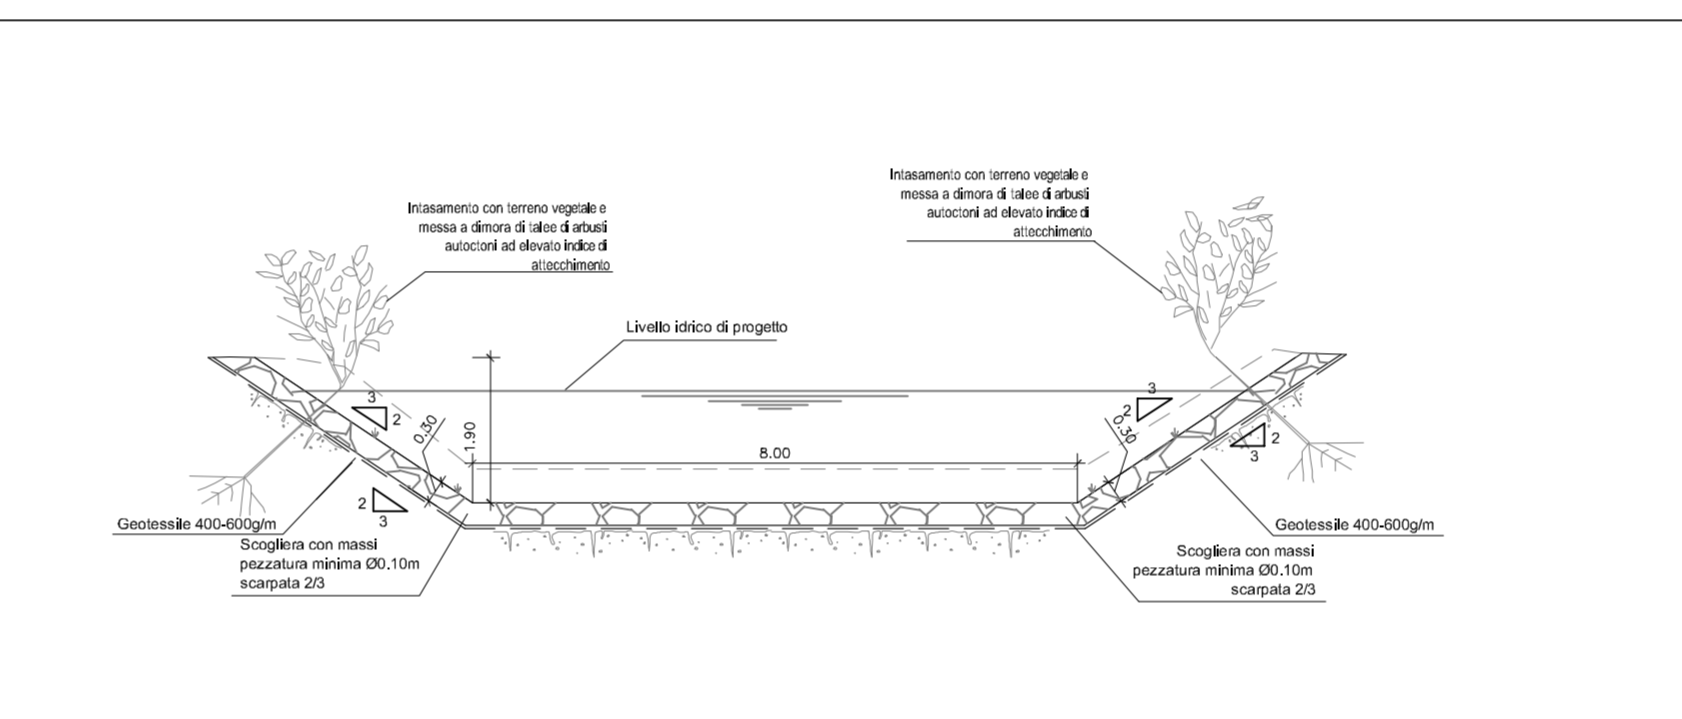 Intasamento con terreno vegetale e
messa a dimora di talee di arbusti
autoctoni ad elevato indice di
attecchimento
Intasamento con terreno vegetale e
messa a dimora di talee di arbusti
autoctoni ad elevato indice di
attecchimento
Livello idrico di progetto
3
2
0.30
1.90
8.00
3
2
0.30
2
3
2
3
Geotessile 400-600g/m
Scogliera con massi
pezzatura minima Ø0.10m
scarpata 2/3
Geotessile 400-600g/m
Scogliera con massi
pezzatura minima Ø0.10m
scarpata 2/3